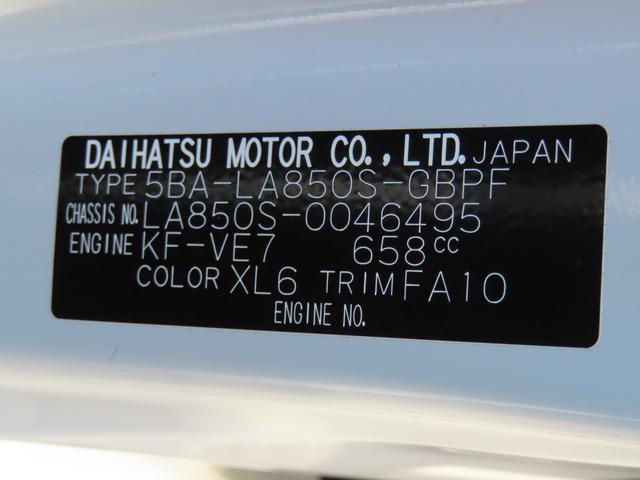 DAIHATSU MOTOR CO., LTD. JAPAN
TYPE 5BA-LA850S-GBPF
CHASSIS NO. LA850S-0046495
ENGINE KF-VE7 658cc
COLOR XL6 TRIM FA10
ENGINE NO.